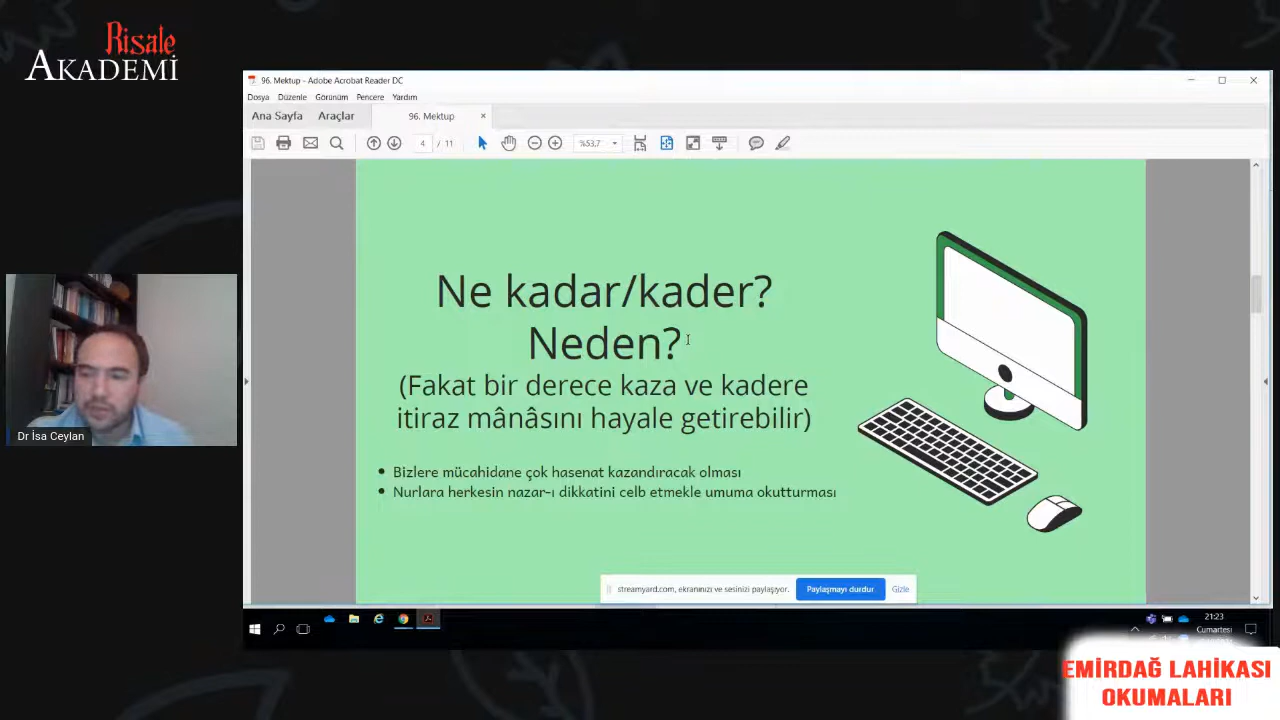 Risale
AKADEMİ
96. Mektup - Adobe Acrobat Reader DC
Dosya Düzenle Görünüm Pencere Yardım
Ana Sayfa Araçlar 96. Mektup ×
4 / 11 %53,7
Ne kadar/kader?
Neden?
(Fakat bir derece kaza ve kadere
itiraz mânâsını hayale getirebilir)
• Bizlere mücahidane çok hasenat kazandıracak olması
• Nurlara herkesin nazar-ı dikkatini celb etmekle umuma okutturması
Dr İsa Ceylan
streamyard.com, ekranınızı ve sesinizi paylaşıyor. Paylaşmayı durdur Gizle
21:23
Cumartesi
EMİRDAĞ LAHİKASI
OKUMALARI